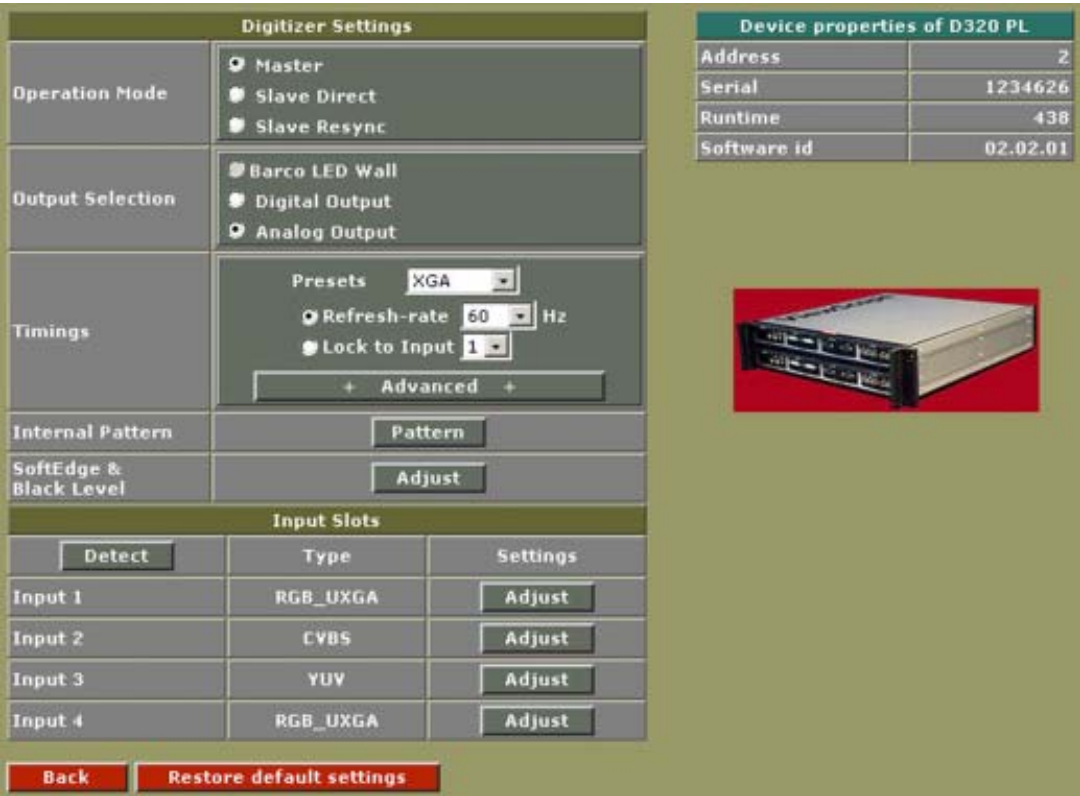 Digitizer Settings
Operation Mode
Master
Slave Direct
Slave Resync
Output Selection
Barco LED Wall
Digital Output
Analog Output
Timings
Presets XGA
Refresh-rate 60 Hz
Lock to Input 1
+ Advanced +
Internal Pattern
Pattern
SoftEdge &
Black Level
Adjust
Input Slots
Detect Type Settings
Input 1 RGB_UXGA Adjust
Input 2 CVBS Adjust
Input 3 YUV Adjust
Input 4 RGB_UXGA Adjust
Back Restore default settings
Device properties of D320 PL
Address 2
Serial 1234626
Runtime 438
Software id 02.02.01